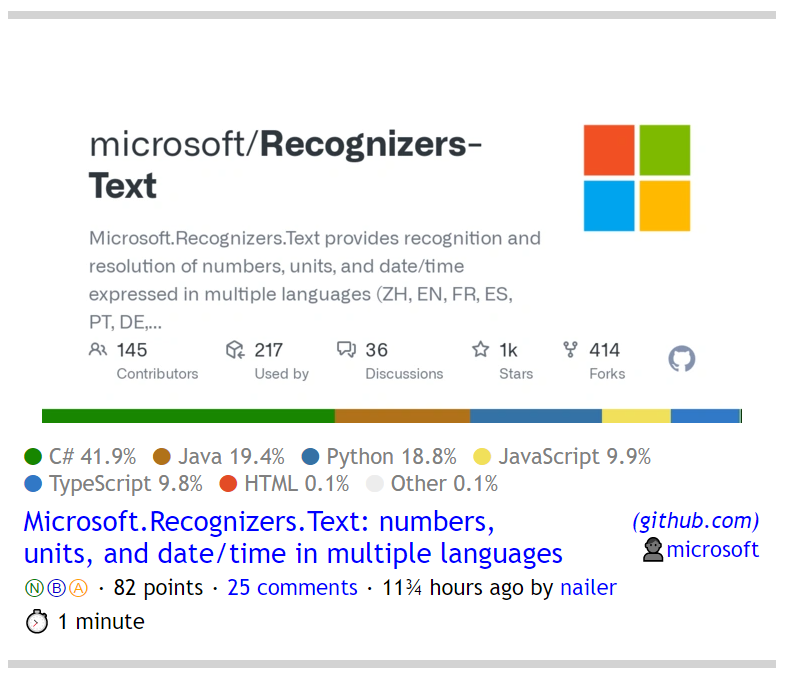 microsoft/Recognizers-
Text
Microsoft.Recognizers.Text provides recognition and
resolution of numbers, units, and date/time
expressed in multiple languages (ZH, EN, FR, ES,
PT, DE,...
145 217 36 1k 414
Contributors Used by Discussions Stars Forks
C# 41.9% Java 19.4% Python 18.8% JavaScript 9.9%
TypeScript 9.8% HTML 0.1% Other 0.1%
Microsoft.Recognizers.Text: numbers, (github.com)
units, and date/time in multiple languages microsoft
Ⓝ Ⓑ Ⓐ · 82 points · 25 comments · 11¾ hours ago by nailer
1 minute